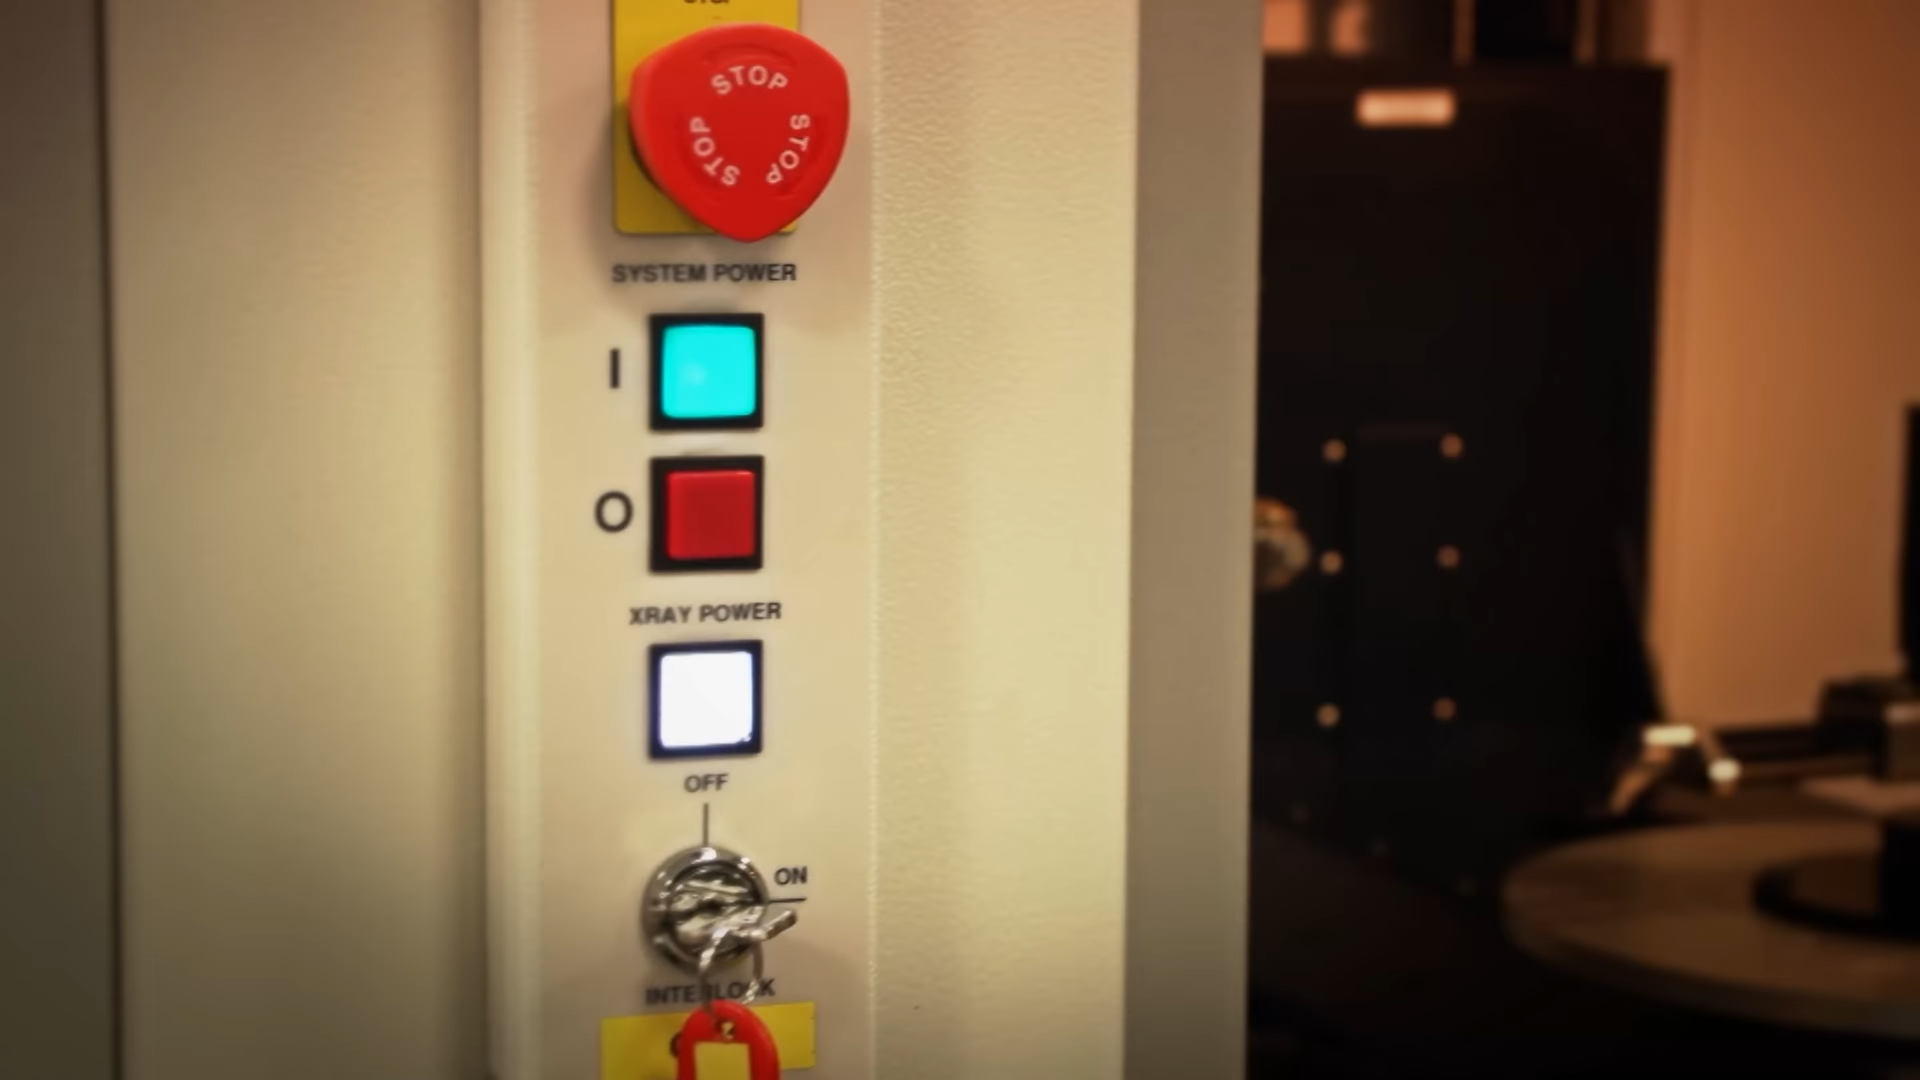 STOP
STOP
STOP
SYSTEM POWER
I
O
XRAY POWER
OFF
ON
INTERLOCK